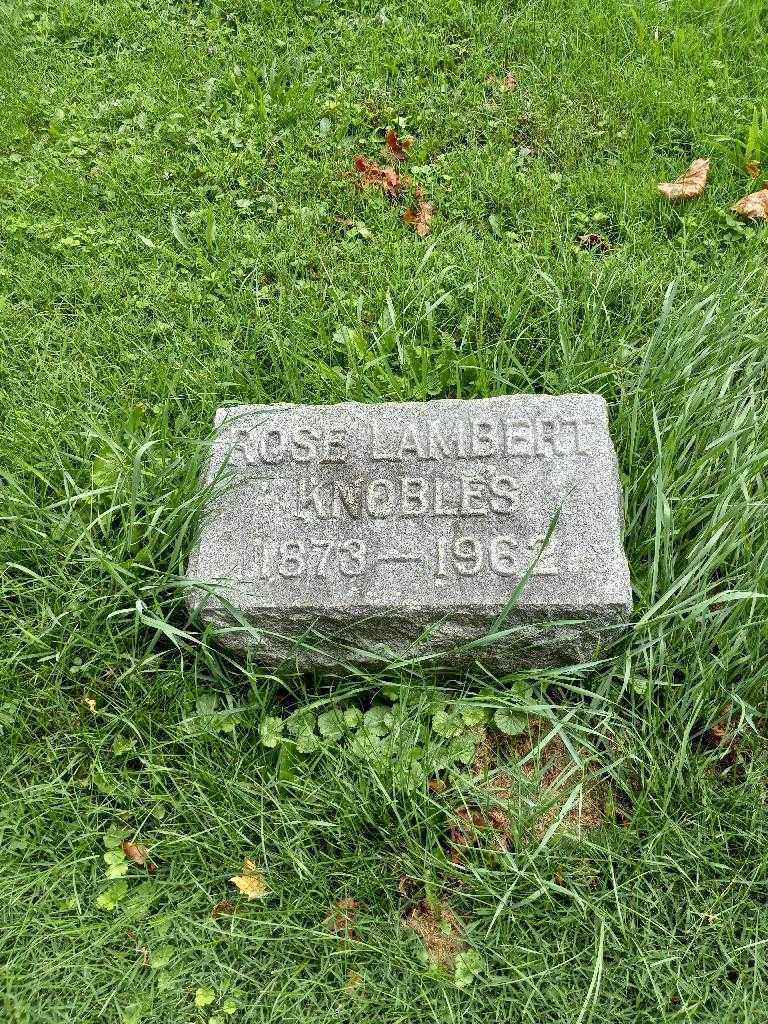 ROSE LAMBERT
KNOBLES
1873—1962